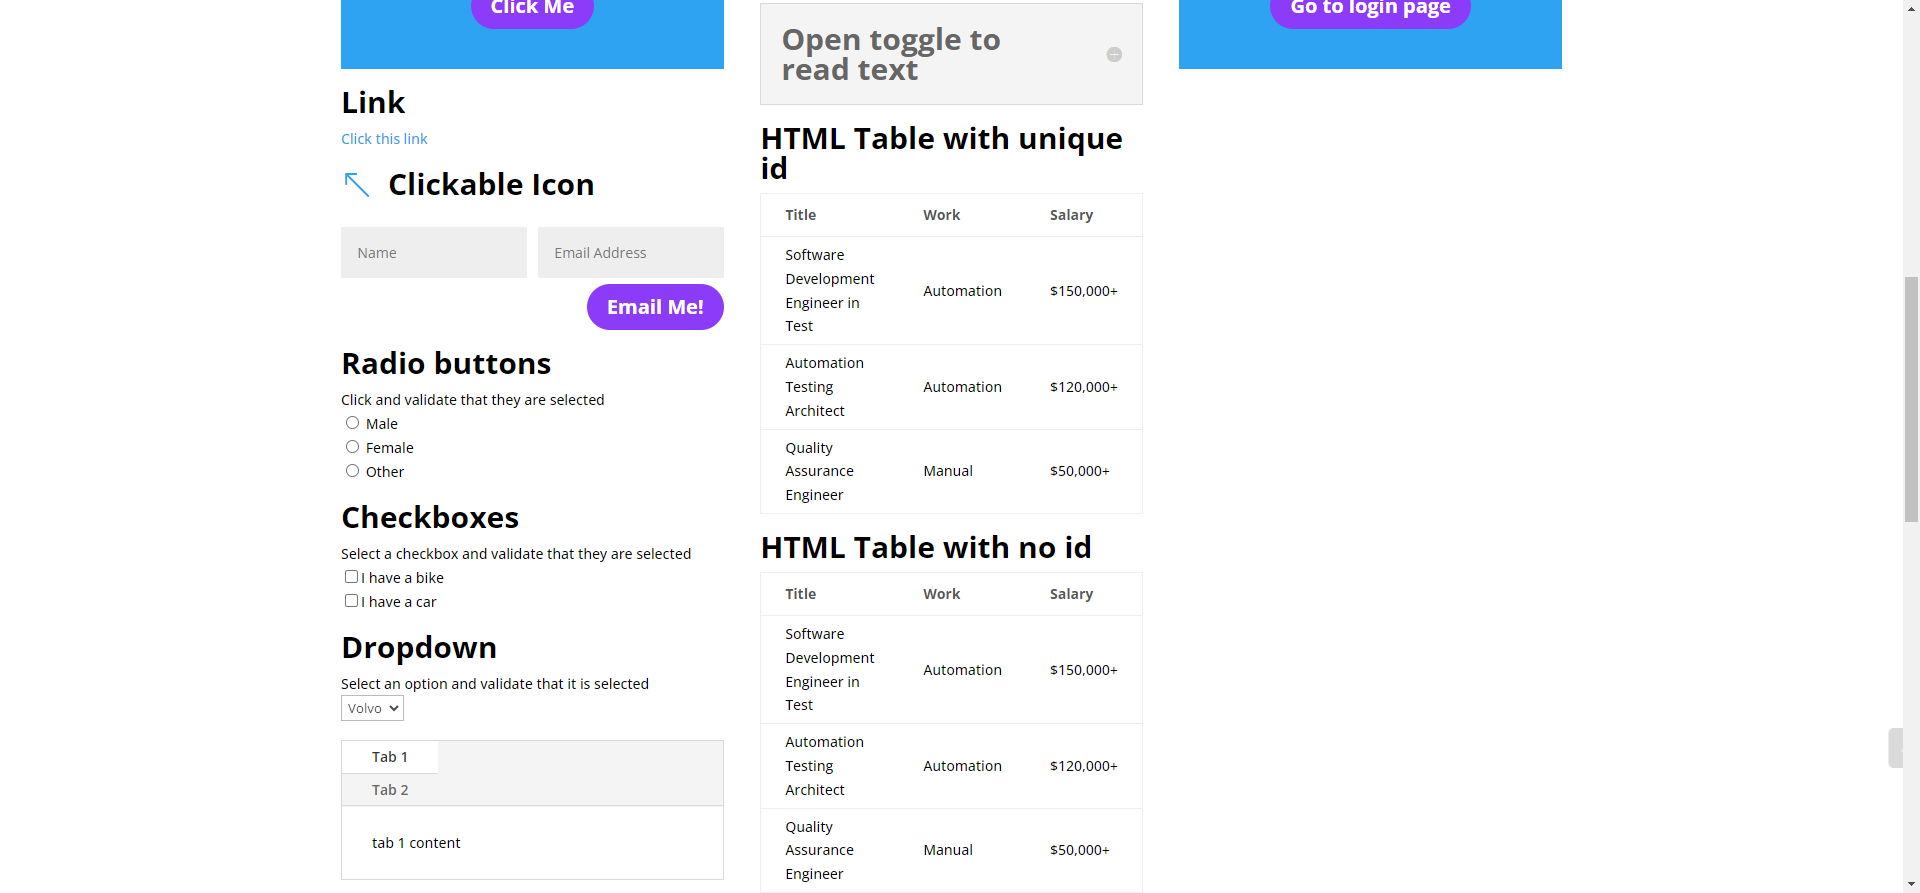 Click Me
Link
Click this link
Clickable Icon
Name
Email Address
Email Me!
Radio buttons
Click and validate that they are selected
Male
Female
Other
Checkboxes
Select a checkbox and validate that they are selected
I have a bike
I have a car
Dropdown
Select an option and validate that it is selected
Volvo
Tab 1
Tab 2
tab 1 content
Open toggle to
read text
HTML Table with unique
id
Title Work Salary
Software
Development
Engineer in
Test
Automation
$150,000+
Automation
Testing
Architect
Automation
$120,000+
Quality
Assurance
Engineer
Manual
$50,000+
HTML Table with no id
Title Work Salary
Software
Development
Engineer in
Test
Automation
$150,000+
Automation
Testing
Architect
Automation
$120,000+
Quality
Assurance
Engineer
Manual
$50,000+
Go to login page